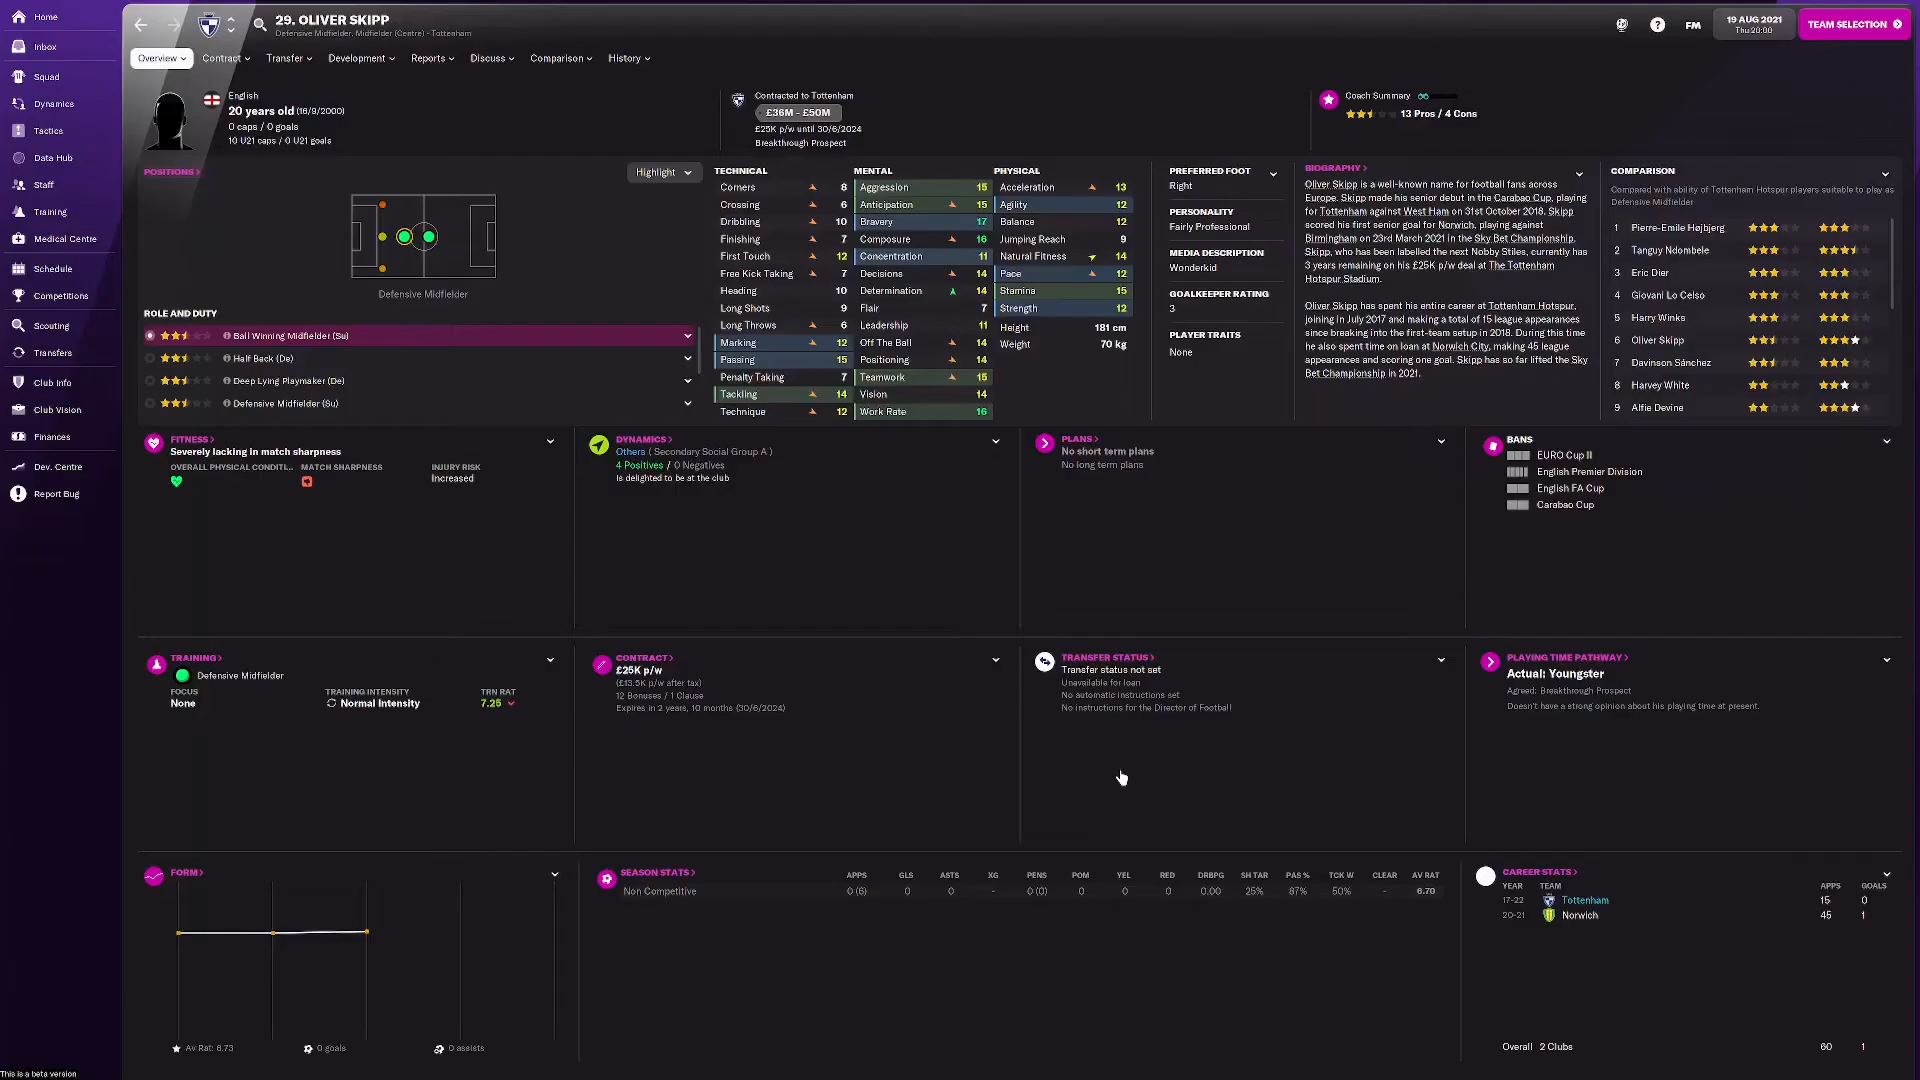 Home
Inbox
Squad
Dynamics
Tactics
Data Hub
Staff
Training
Medical Centre
Schedule
Competitions
Scouting
Transfers
Club Info
Club Vision
Finances
Dev. Centre
Report Bug
This is a beta version
29. OLIVER SKIPP
Defensive Midfielder, Midfielder (Centre) - Tottenham
? FM 19 AUG 2021 TEAM SELECTION
Thu 20:00
Overview Contract Transfer Development Reports Discuss Comparison History
English
20 years old (16/9/2000)
0 caps / 0 goals
10 U21 caps / 0 U21 goals
Contracted to Tottenham
£36M - £50M
£25K p/w until 30/6/2024
Breakthrough Prospect
Coach Summary
13 Pros / 4 Cons
POSITIONS
Highlight
Defensive Midfielder
ROLE AND DUTY
Ball Winning Midfielder (Su)
Half Back (De)
Deep Lying Playmaker (De)
Defensive Midfielder (Su)
TECHNICAL
Corners 8
Crossing 6
Dribbling 10
Finishing 7
First Touch 12
Free Kick Taking 7
Heading 10
Long Shots 9
Long Throws 6
Marking 12
Passing 15
Penalty Taking 7
Tackling 14
Technique 12
MENTAL
Aggression 15
Anticipation 15
Bravery 17
Composure 16
Concentration 11
Decisions 14
Determination 14
Flair 7
Leadership 11
Off The Ball 14
Positioning 14
Teamwork 15
Vision 14
Work Rate 16
PHYSICAL
Acceleration 13
Agility 12
Balance 12
Jumping Reach 9
Natural Fitness 14
Pace 12
Stamina 15
Strength 12
Height 181 cm
Weight 70 kg
PREFERRED FOOT
Right
PERSONALITY
Fairly Professional
MEDIA DESCRIPTION
Wonderkid
GOALKEEPER RATING
3
PLAYER TRAITS
None
BIOGRAPHY
Oliver Skipp is a well-known name for football fans across
Europe. Skipp made his senior debut in the Carabao Cup, playing
for Tottenham against West Ham on 31st October 2018. Skipp
scored his first senior goal for Norwich, playing against
Birmingham on 23rd March 2021 in the Sky Bet Championship.
Skipp, who has been labelled the next Nobby Stiles, currently has
3 years remaining on his £25K p/w deal at The Tottenham
Hotspur Stadium.
Oliver Skipp has spent his entire career at Tottenham Hotspur,
joining in July 2017 and making a total of 15 league appearances
since breaking into the first-team setup in 2018. During this time
he also spent time on loan at Norwich City, making 45 league
appearances and scoring one goal. Skipp has so far lifted the Sky
Bet Championship in 2021.
COMPARISON
Compared with ability of Tottenham Hotspur players suitable to play as
Defensive Midfielder
1 Pierre-Emile Højbjerg
2 Tanguy Ndombele
3 Eric Dier
4 Giovani Lo Celso
5 Harry Winks
6 Oliver Skipp
7 Davinson Sánchez
8 Harvey White
9 Alfie Devine
FITNESS
Severely lacking in match sharpness
OVERALL PHYSICAL CONDITI... MATCH SHARPNESS INJURY RISK
Increased
DYNAMICS
Others ( Secondary Social Group A )
4 Positives / 0 Negatives
Is delighted to be at the club
PLANS
No short term plans
No long term plans
BANS
EURO Cup II
English Premier Division
English FA Cup
Carabao Cup
TRAINING
Defensive Midfielder
FOCUS TRAINING INTENSITY TRN RAT
None Normal Intensity 7.25
CONTRACT
£25K p/w
(£13.5K p/w after tax)
12 Bonuses / 1 Clause
Expires in 2 years, 10 months (30/6/2024)
TRANSFER STATUS
Transfer status not set
Unavailable for loan
No automatic instructions set
No instructions for the Director of Football
PLAYING TIME PATHWAY
Actual: Youngster
Agreed: Breakthrough Prospect
Doesn't have a strong opinion about his playing time at present.
FORM
Av Rat: 6.73 0 goals 0 assists
SEASON STATS APPS GLS ASTS XG PENS POM YEL RED DRBPG SH TAR PAS % TCK W CLEAR AV RAT
Non Competitive 0 (6) 0 0 - 0 (0) 0 0 0 0.00 25% 87% 50% - 6.70
CAREER STATS
YEAR TEAM APPS GOALS
17-22 Tottenham 15 0
20-21 Norwich 45 1
Overall 2 Clubs 60 1